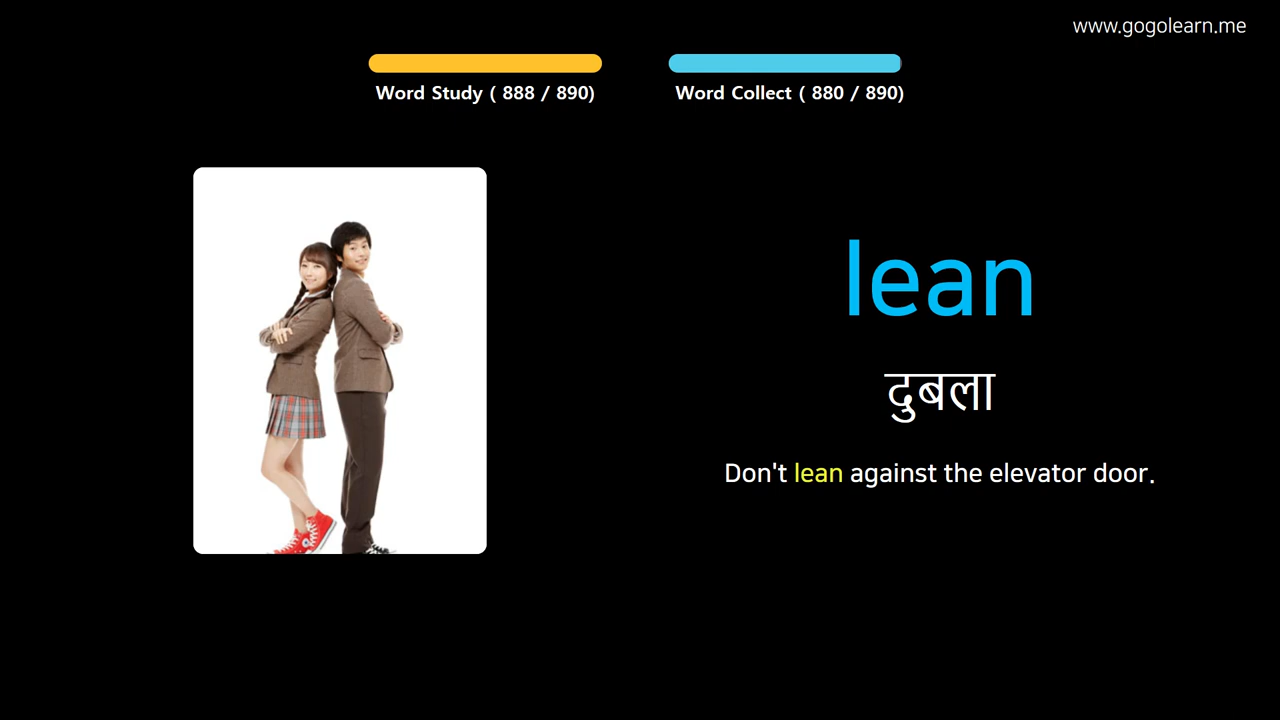 www.gogolearn.me
Word Study ( 888 / 890)
Word Collect ( 880 / 890)
lean
दुबला
Don't lean against the elevator door.